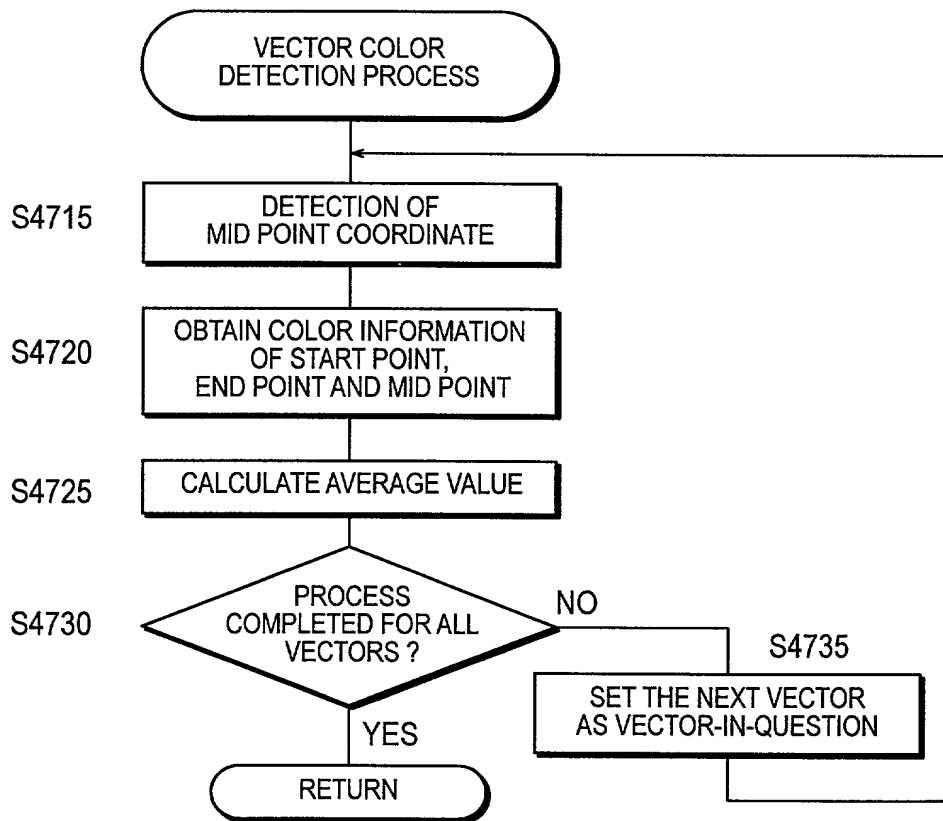 VECTOR COLOR
DETECTION PROCESS
S4715
DETECTION OF
MID POINT COORDINATE
S4720
OBTAIN COLOR INFORMATION
OF START POINT,
END POINT AND MID POINT
S4725
CALCULATE AVERAGE VALUE
S4730
PROCESS
COMPLETED FOR ALL
VECTORS ?
NO
S4735
SET THE NEXT VECTOR
AS VECTOR-IN-QUESTION
YES
RETURN